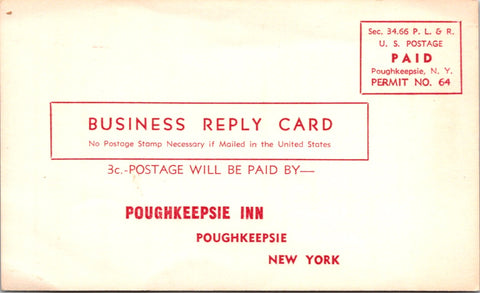 Sec. 34.66 P. L. & R.
U. S. POSTAGE
PAID
Poughkeepsie, N. Y.
PERMIT NO. 64
BUSINESS REPLY CARD
No Postage Stamp Necessary if Mailed in the United States
3c.-POSTAGE WILL BE PAID BY—
POUGHKEEPSIE INN
POUGHKEEPSIE
NEW YORK